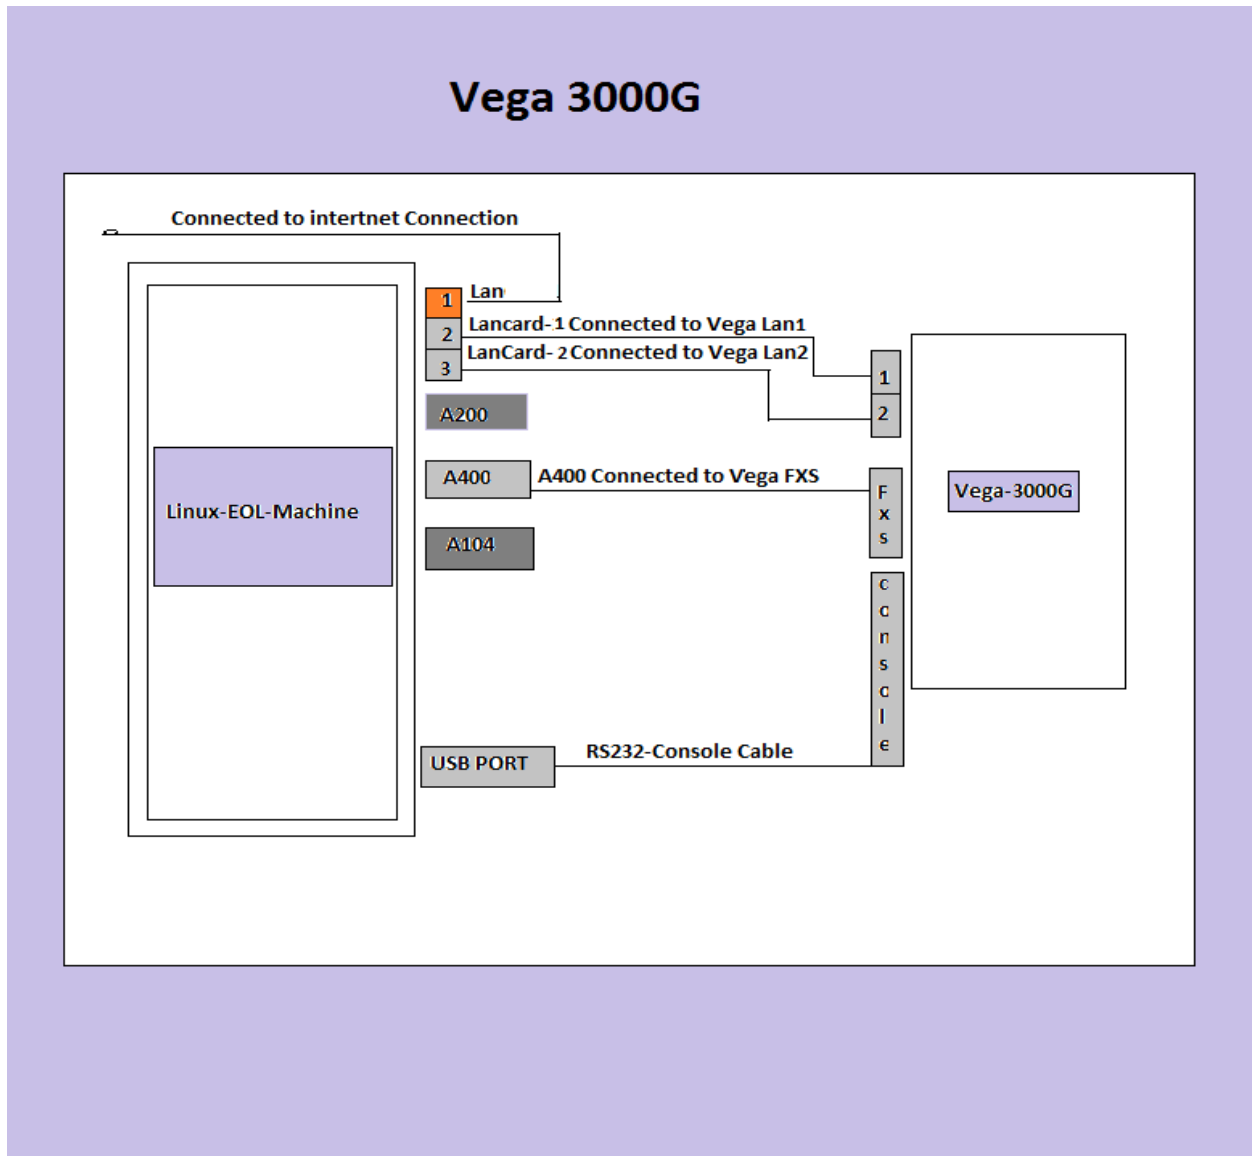 Vega 3000G
Connected to intertnet Connection
1
Lan
2
Lancard-1 Connected to Vega Lan1
3
LanCard- 2 Connected to Vega Lan2
1
2
A200
A400
A400 Connected to Vega FXS
Fxs
Vega-3000G
Linux-EOL-Machine
A104
console
USB PORT
RS232-Console Cable